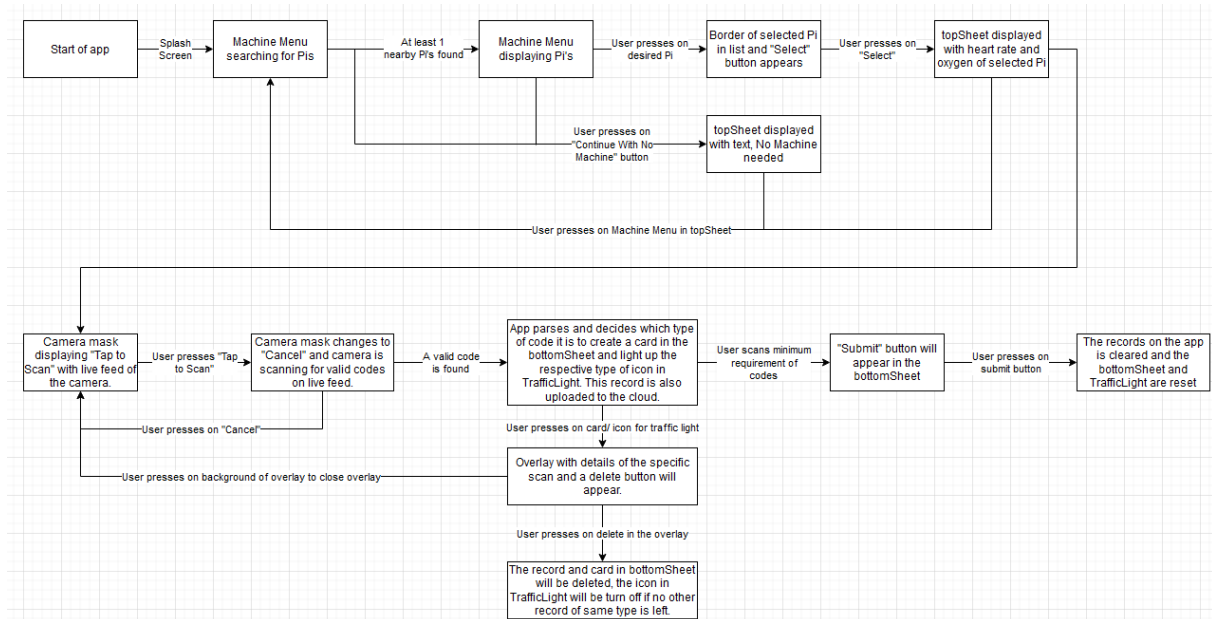 Start of app
Splash
Screen
Machine Menu
searching for Pis
At least 1
nearby Pi's found
Machine Menu
displaying Pi's
User presses on
desired Pi
Border of selected Pi
in list and "Select"
button appears
User presses on
"Select"
topSheet displayed
with heart rate and
oxygen of selected Pi
User presses on
"Continue With No
Machine" button
topSheet displayed
with text, No Machine
needed
User presses on Machine Menu in topSheet
Camera mask
displaying "Tap to
Scan" with live feed of
the camera.
User presses "Tap
to Scan"
Camera mask changes to
"Cancel" and camera is
scanning for valid codes
on live feed.
A valid code
is found
App parses and decides which type
of code it is to create a card in the
bottomSheet and light up the
respective type of icon in
TrafficLight. This record is also
uploaded to the cloud.
User scans minimum
requirement of
codes
"Submit" button will
appear in the
bottomSheet
User presses on
submit button
The records on the app
is cleared and the
bottomSheet and
TrafficLight are reset
User presses on "Cancel"
User presses on card/ icon for traffic light
User presses on background of overlay to close overlay
Overlay with details of the specific
scan and a delete button will
appear.
User presses on delete in the overlay
The record and card in bottomSheet
will be deleted, the icon in
TrafficLight will be turn off if no other
record of same type is left.